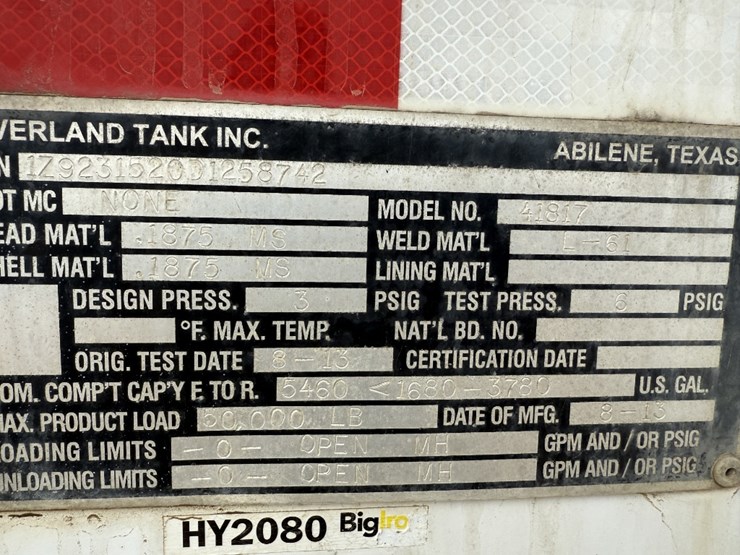 VERLAND TANK INC.
ABILENE, TEXAS
N 1Z9231520D1258742
OT MC NONE
MODEL NO. 41817
EAD MAT'L .1875 MS
WELD MAT'L L-61
HELL MAT'L .1875 MS
LINING MAT'L
DESIGN PRESS. 3 PSIG TEST PRESS. 6 PSIG
°F. MAX. TEMP. NAT'L BD. NO.
ORIG. TEST DATE 8-13 CERTIFICATION DATE
OM. COMP'T CAP'Y F. TO R. 5460 <1680-3780 U.S. GAL.
AX. PRODUCT LOAD 50,000 LB DATE OF MFG. 8-13
OADING LIMITS -0- OPEN MH GPM AND / OR PSIG
NLOADING LIMITS -0- OPEN MH GPM AND / OR PSIG
HY2080 BigIro